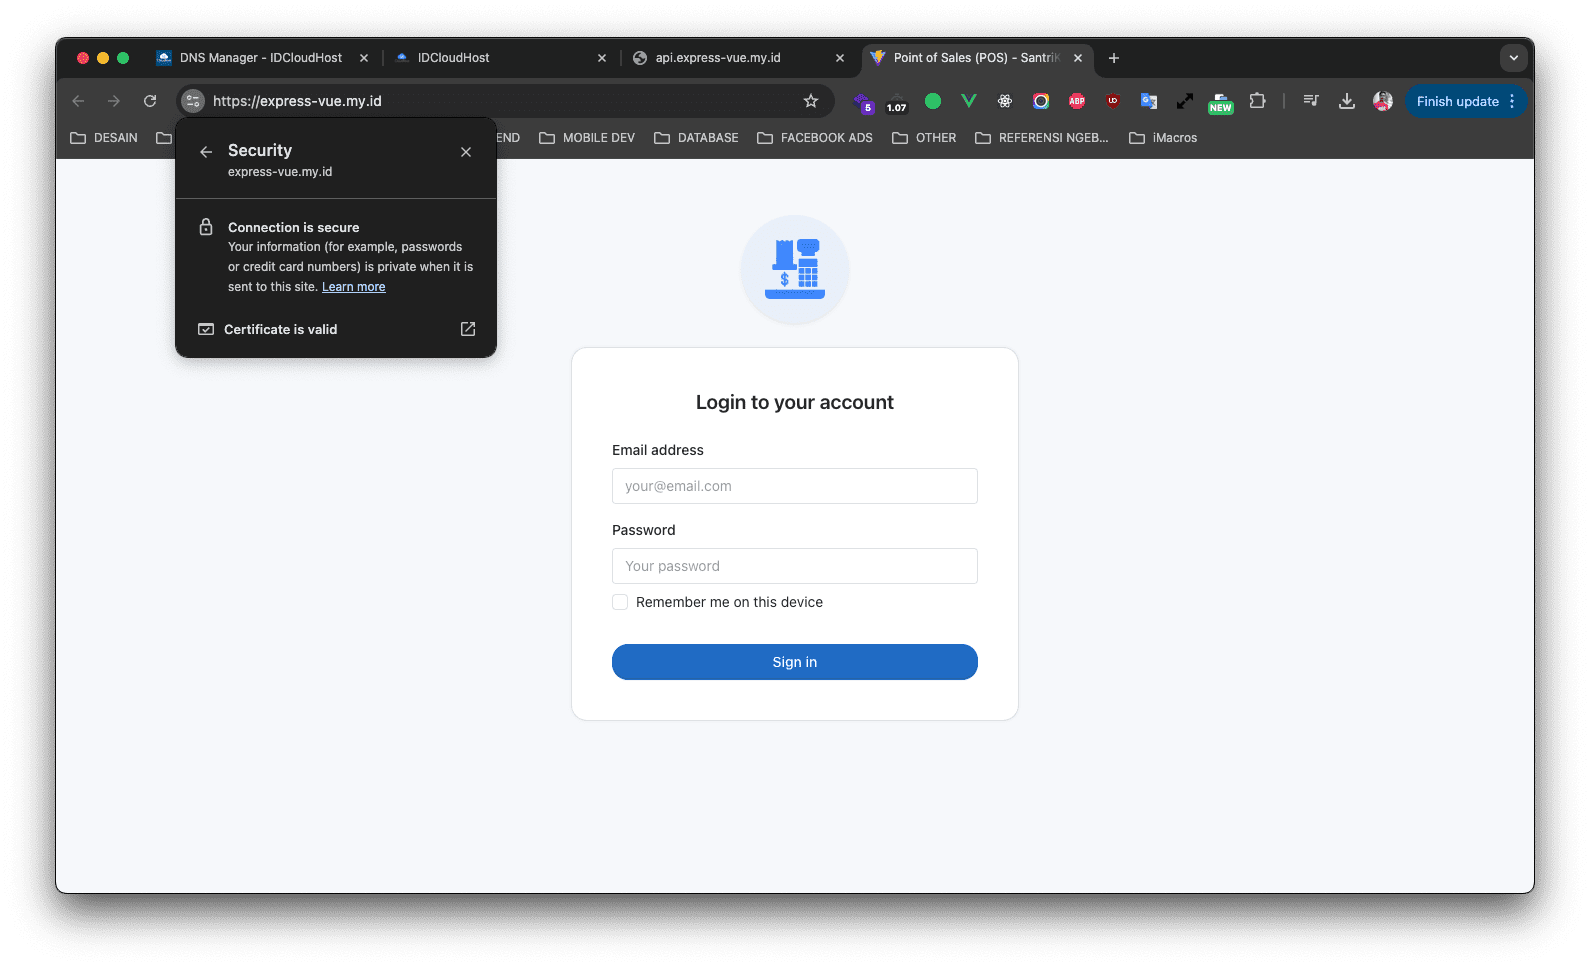 DNS Manager - IDCloudHost
IDCloudHost
api.express-vue.my.id
Point of Sales (POS) - Santri
https://express-vue.my.id
5
1.07
ABP
NEW
Finish update
DESAIN
END
MOBILE DEV
DATABASE
FACEBOOK ADS
OTHER
REFERENSI NGEB...
iMacros
Security
express-vue.my.id
Connection is secure
Your information (for example, passwords
or credit card numbers) is private when it is
sent to this site. Learn more
Certificate is valid
$
Login to your account
Email address
your@email.com
Password
Your password
Remember me on this device
Sign in